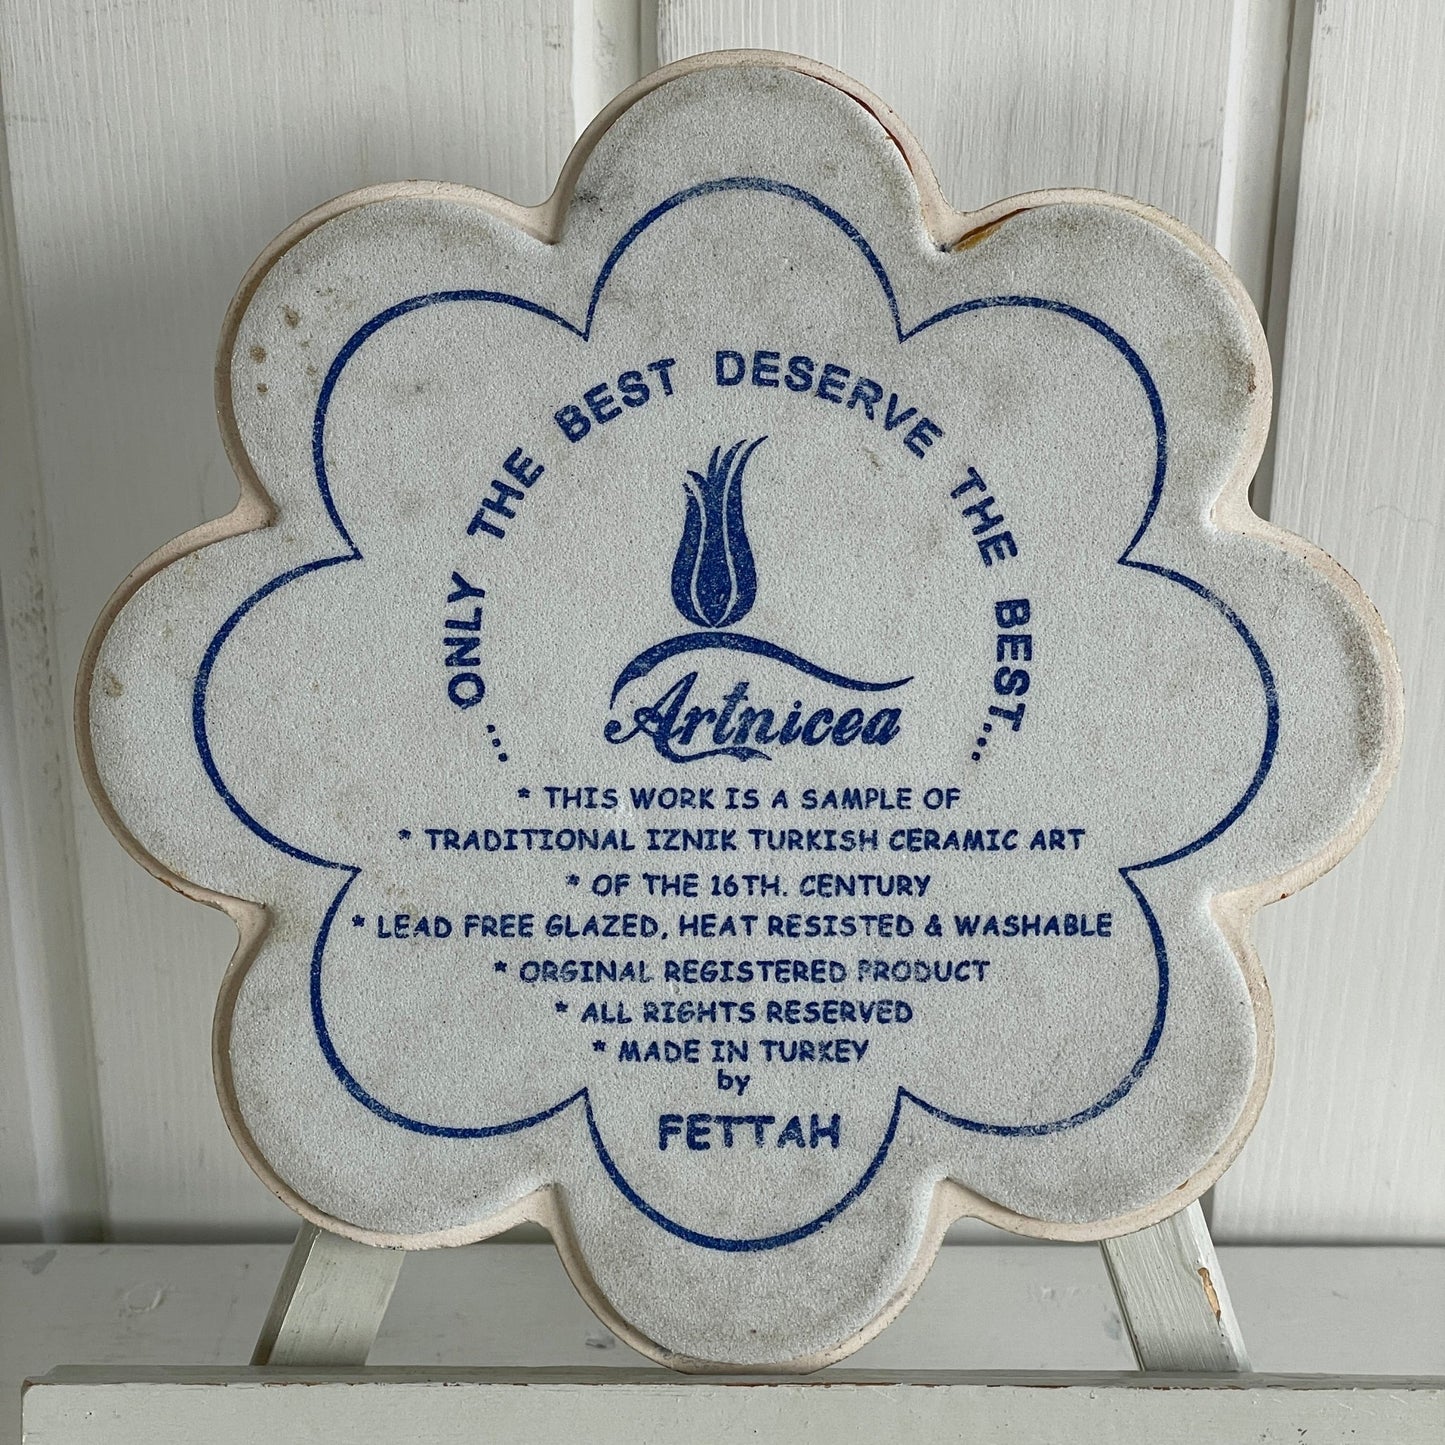 ...ONLY THE BEST DESERVE THE BEST...
Artnicea
* THIS WORK IS A SAMPLE OF
* TRADITIONAL IZNIK TURKISH CERAMIC ART
* OF THE 16TH. CENTURY
* LEAD FREE GLAZED, HEAT RESISTED & WASHABLE
* ORGINAL REGISTERED PRODUCT
* ALL RIGHTS RESERVED
* MADE IN TURKEY
by
FETTAH